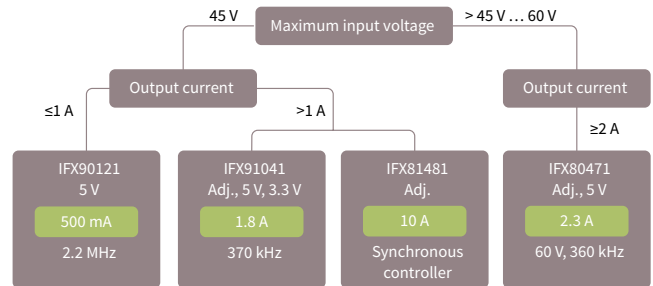 45 V
Maximum input voltage
> 45 V … 60 V
Output current
Output current
≤1 A
>1 A
≥2 A
IFX90121
5 V
500 mA
2.2 MHz
IFX91041
Adj., 5 V, 3.3 V
1.8 A
370 kHz
IFX81481
Adj.
10 A
Synchronous
controller
IFX80471
Adj., 5 V
2.3 A
60 V, 360 kHz